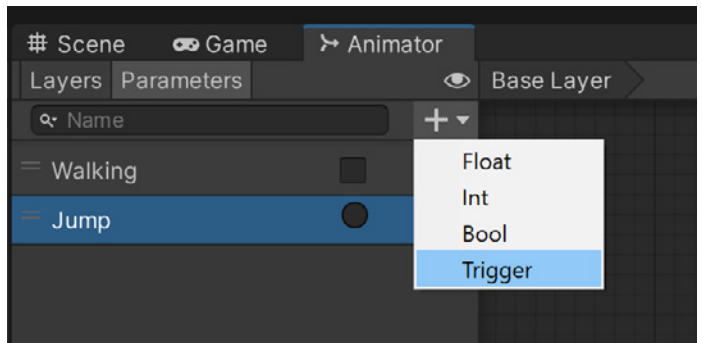 Scene Game Animator
Layers Parameters Base Layer
Name
Walking
Jump
Float
Int
Bool
Trigger